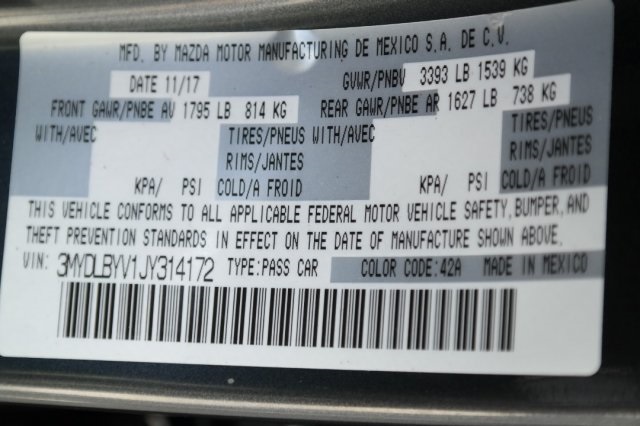 MFD. BY MAZDA MOTOR MANUFACTURING DE MEXICO S.A. DE C.V.
DATE 11/17 GVWR/PNBV 3393 LB 1539 KG
FRONT GAWR/PNBE AV 1795 LB 814 KG REAR GAWR/PNBE AR 1627 LB 738 KG
WITH/AVEC TIRES/PNEUS WITH/AVEC TIRES/PNEUS
RIMS/JANTES RIMS/JANTES
KPA/ PSI COLD/A FROID KPA/ PSI COLD/A FROID
THIS VEHICLE CONFORMS TO ALL APPLICABLE FEDERAL MOTOR VEHICLE SAFETY, BUMPER, AND
THEFT PREVENTION STANDARDS IN EFFECT ON THE DATE OF MANUFACTURE SHOWN ABOVE.
VIN: 3MYDLBYV1JY314172 TYPE:PASS CAR COLOR CODE:42A MADE IN MEXICO